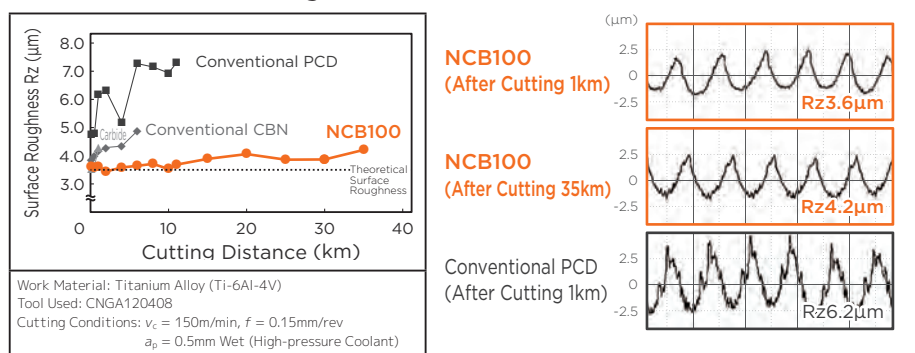 Surface Roughness Rz (μm)
8.0
7.0
6.0
5.0
4.0
3.0
0
10
20
30
40
Cutting Distance (km)
Conventional PCD
Carbide
Conventional CBN
NCB100
Theoretical
Surface
Roughness
Work Material: Titanium Alloy (Ti-6Al-4V)
Tool Used: CNGA120408
Cutting Conditions: vc = 150m/min, f = 0.15mm/rev
ap = 0.5mm Wet (High-pressure Coolant)
(μm)
NCB100
(After Cutting 1km)
2.5
0
-2.5
Rz3.6μm
NCB100
(After Cutting 35km)
2.5
0
-2.5
Rz4.2μm
Conventional PCD
(After Cutting 1km)
2.5
0
-2.5
Rz6.2μm